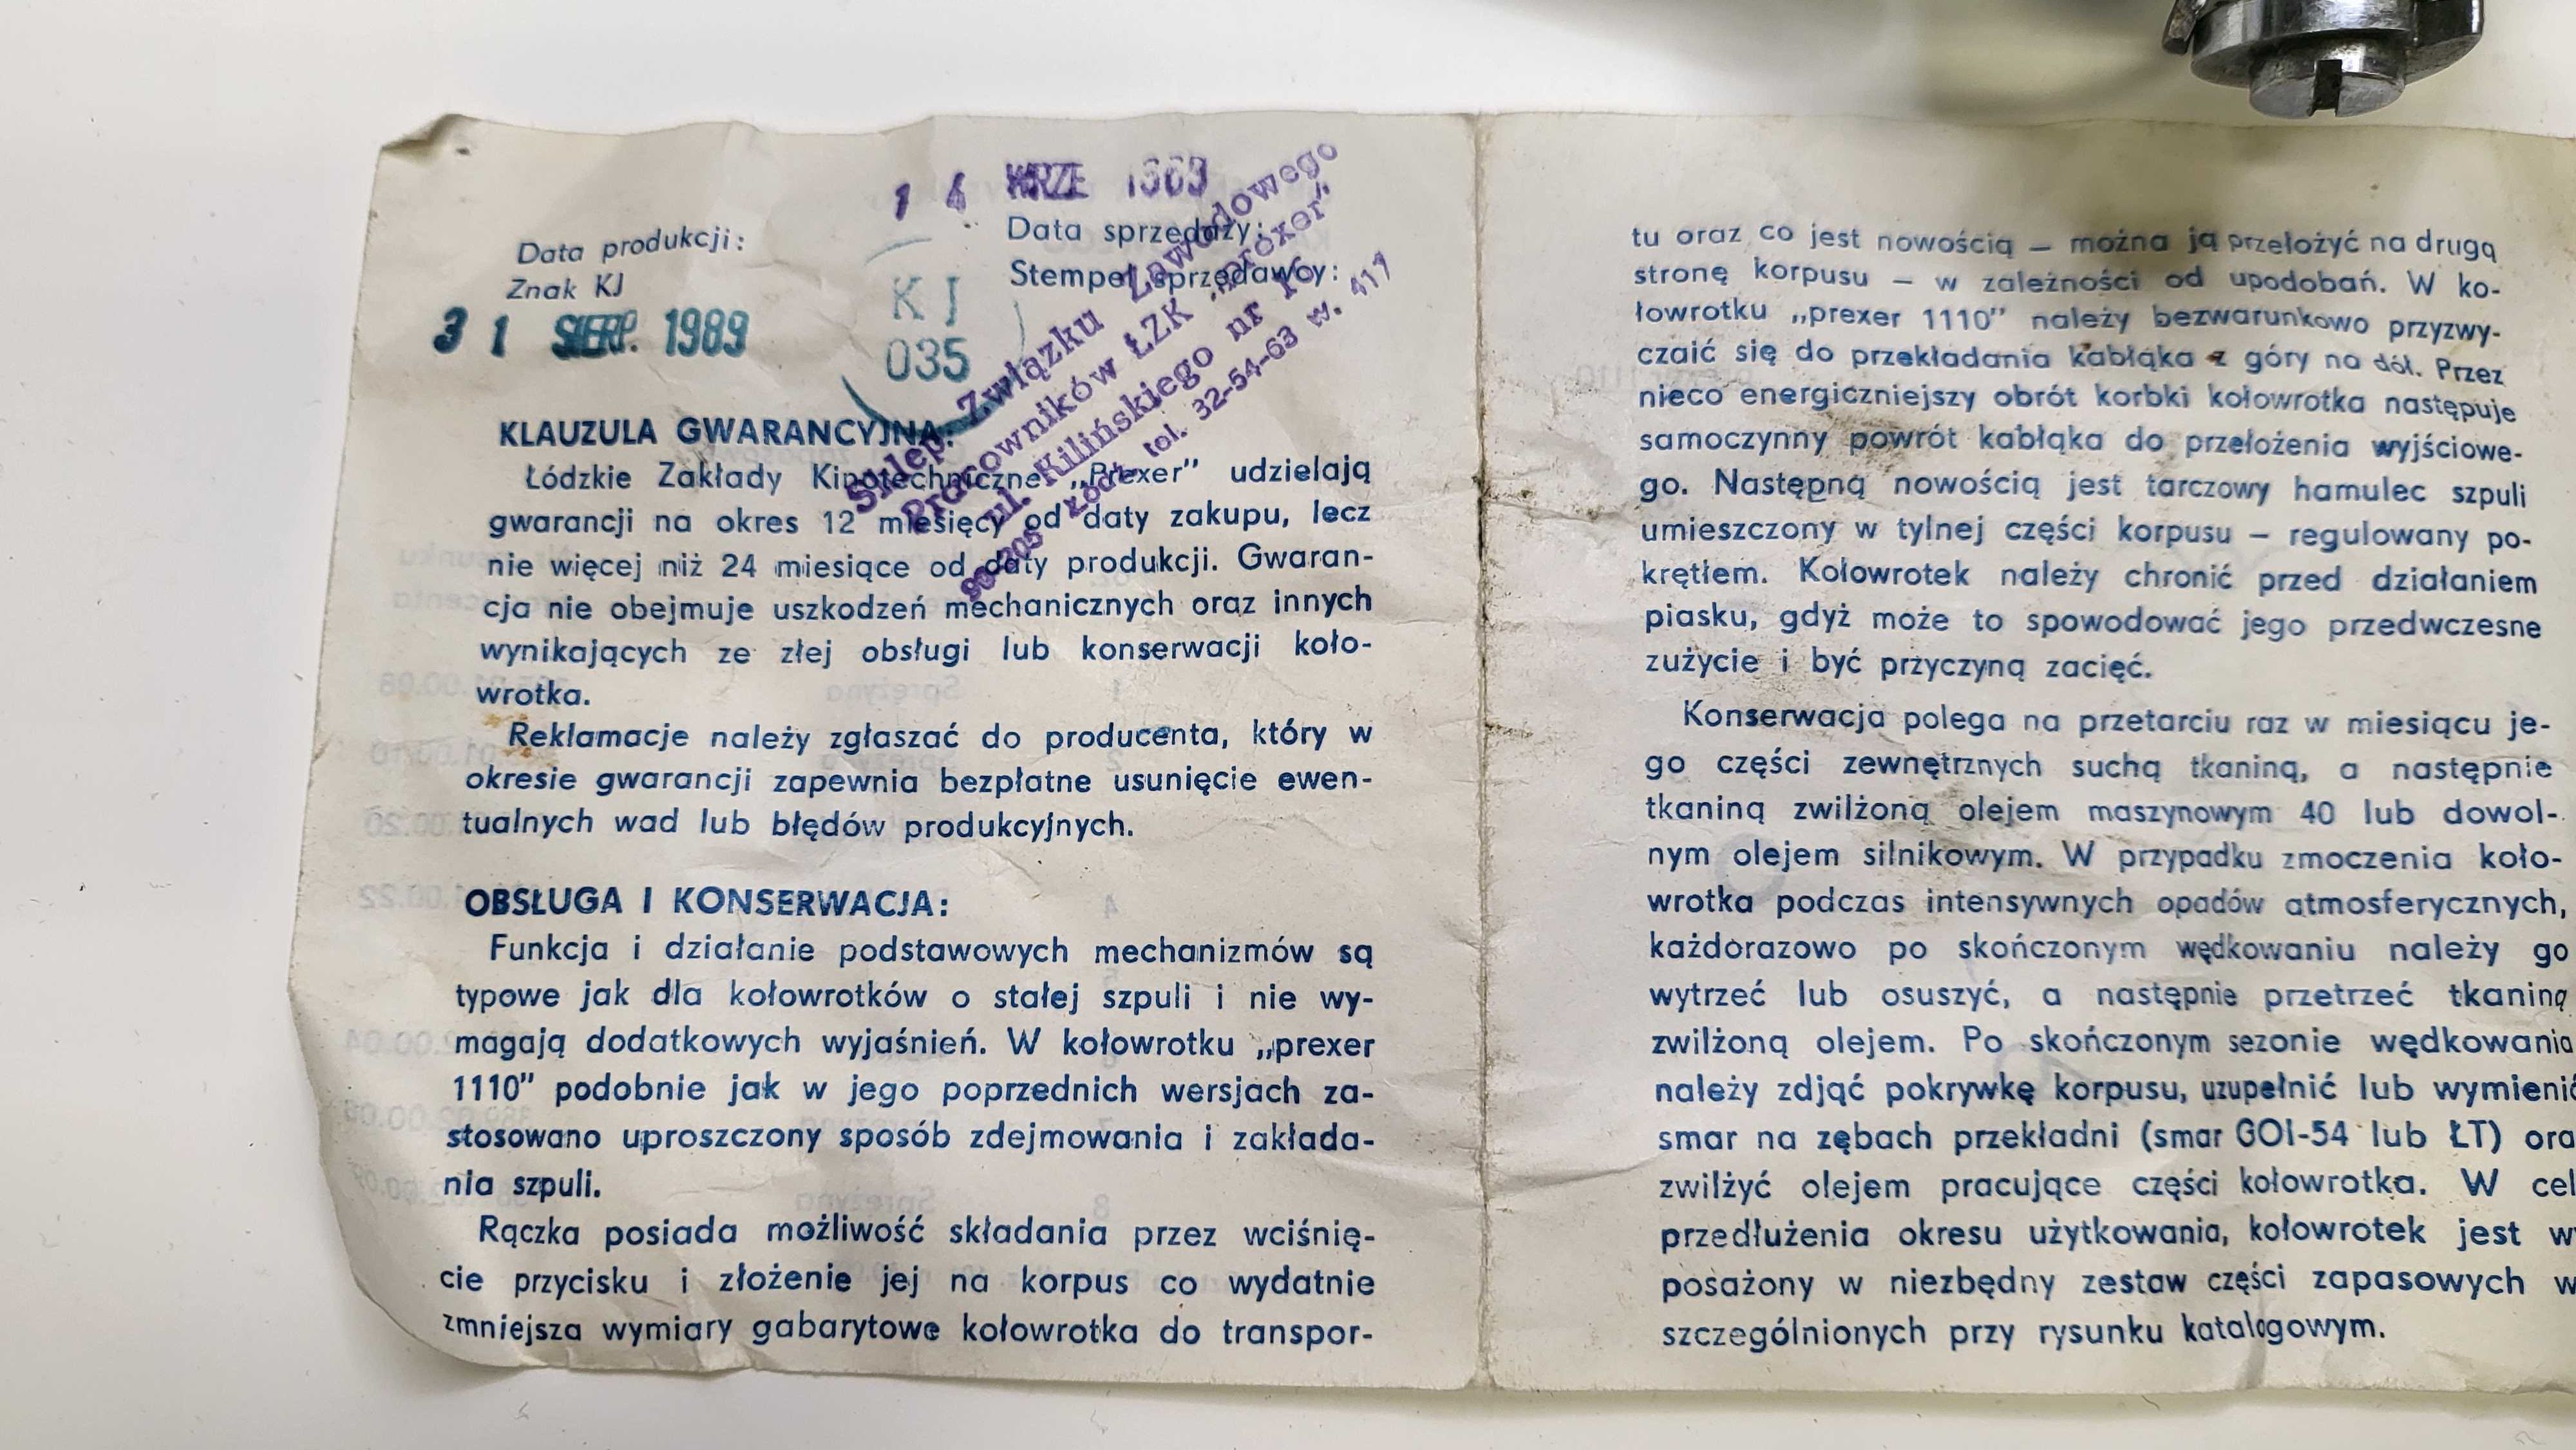 14 WRZE 1989
Data produkcji:
Znak KJ
31 SIERP. 1989
KJ
035
Data sprzedaży:
Stempel sprzedawcy:
Sklep Związku Zawodowego
Pracowników ŁZK „Prexer”
ul. Kilińskiego nr 16
90-205 Łódź tel. 32-54-63 w. 411
KLAUZULA GWARANCYJNA:
Łódzkie Zakłady Kinotechniczne „Prexer” udzielają
gwarancji na okres 12 miesięcy od daty zakupu, lecz
nie więcej niż 24 miesiące od daty produkcji. Gwaran-
cja nie obejmuje uszkodzeń mechanicznych oraz innych
wynikających ze złej obsługi lub konserwacji koło-
wrotka.
Reklamacje należy zgłaszać do producenta, który w
okresie gwarancji zapewnia bezpłatne usunięcie ewen-
tualnych wad lub błędów produkcyjnych.
OBSŁUGA I KONSERWACJA:
Funkcja i działanie podstawowych mechanizmów są
typowe jak dla kołowrotków o stałej szpuli i nie wy-
magają dodatkowych wyjaśnień. W kołowrotku „prexer
1110” podobnie jak w jego poprzednich wersjach za-
stosowano uproszczony sposób zdejmowania i zakłada-
nia szpuli.
Rączka posiada możliwość składania przez wciśnię-
cie przycisku i złożenie jej na korpus co wydatnie
zmniejsza wymiary gabarytowe kołowrotka do transpor-
tu oraz co jest nowością – można ją przełożyć na drugą
stronę korpusu – w zależności od upodobań. W ko-
łowrotku „prexer 1110” należy bezwarunkowo przyzwy-
czaić się do przekładania kabłąka z góry na dół. Przez
nieco energiczniejszy obrót korbki kołowrotka następuje
samoczynny powrót kabłąka do przełożenia wyjściowe-
go. Następną nowością jest tarczowy hamulec szpuli
umieszczony w tylnej części korpusu – regulowany po-
krętłem. Kołowrotek należy chronić przed działaniem
piasku, gdyż może to spowodować jego przedwczesne
zużycie i być przyczyną zacięć.
Konserwacja polega na przetarciu raz w miesiącu je-
go części zewnętrznych suchą tkaniną, a następnie
tkaniną zwilżoną olejem maszynowym 40 lub dowol-
nym olejem silnikowym. W przypadku zmoczenia koło-
wrotka podczas intensywnych opadów atmosferycznych,
każdorazowo po skończonym wędkowaniu należy go
wytrzeć lub osuszyć, a następnie przetrzeć tkaniną
zwilżoną olejem. Po skończonym sezonie wędkowania
należy zdjąć pokrywkę korpusu, uzupełnić lub wymienić
smar na zębach przekładni (smar GOI-54 lub ŁT) ora
zwilżyć olejem pracujące części kołowrotka. W cel
przedłużenia okresu użytkowania, kołowrotek jest w
posażony w niezbędny zestaw części zapasowych w
szczególnionych przy rysunku katalogowym.